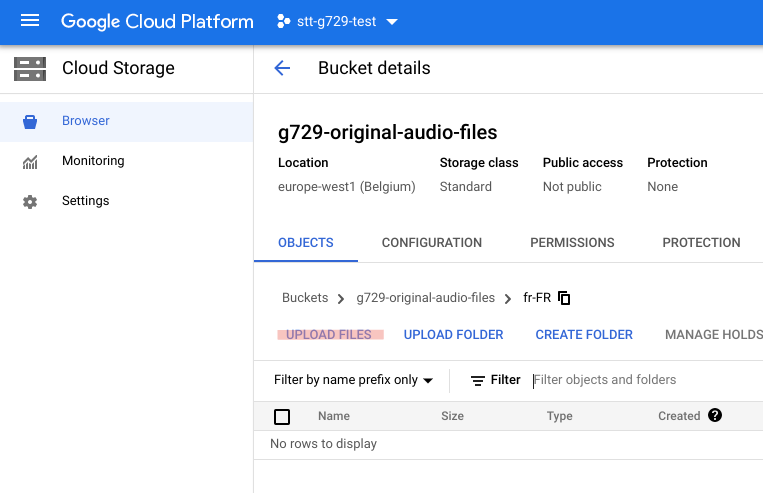 Google Cloud Platform stt-g729-test
Cloud Storage
Bucket details
Browser
Monitoring
Settings
g729-original-audio-files
Location Storage class Public access Protection
europe-west1 (Belgium) Standard Not public None
OBJECTS CONFIGURATION PERMISSIONS PROTECTION
Buckets > g729-original-audio-files > fr-FR
UPLOAD FILES UPLOAD FOLDER CREATE FOLDER MANAGE HOLDS
Filter by name prefix only Filter Filter objects and folders
Name Size Type Created ?
No rows to display